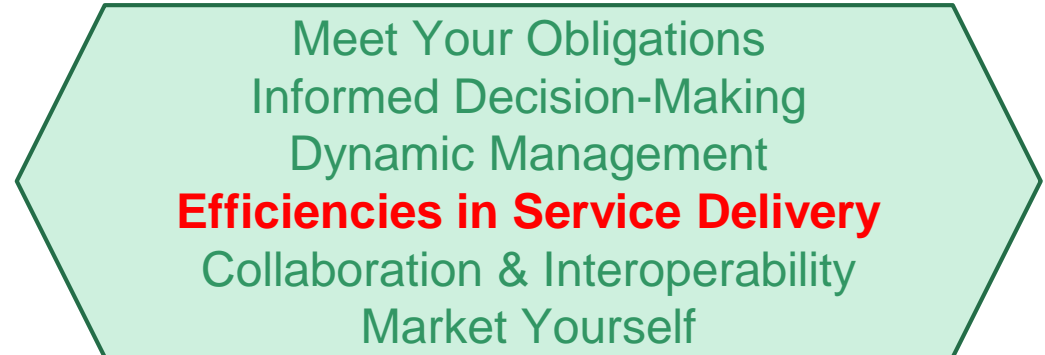 Meet Your Obligations
Informed Decision-Making
Dynamic Management
Efficiencies in Service Delivery
Collaboration & Interoperability
Market Yourself